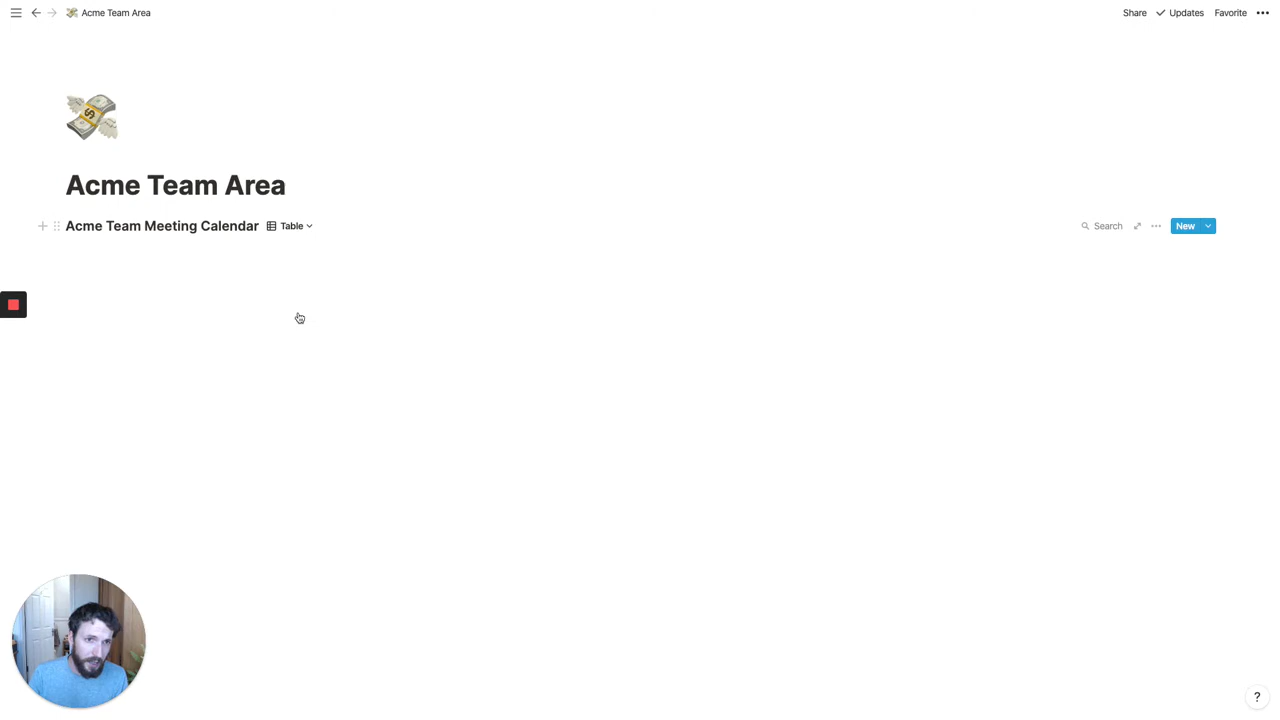 Acme Team Area
Share Updates Favorite
Acme Team Area
Acme Team Meeting Calendar Table
Search New
?